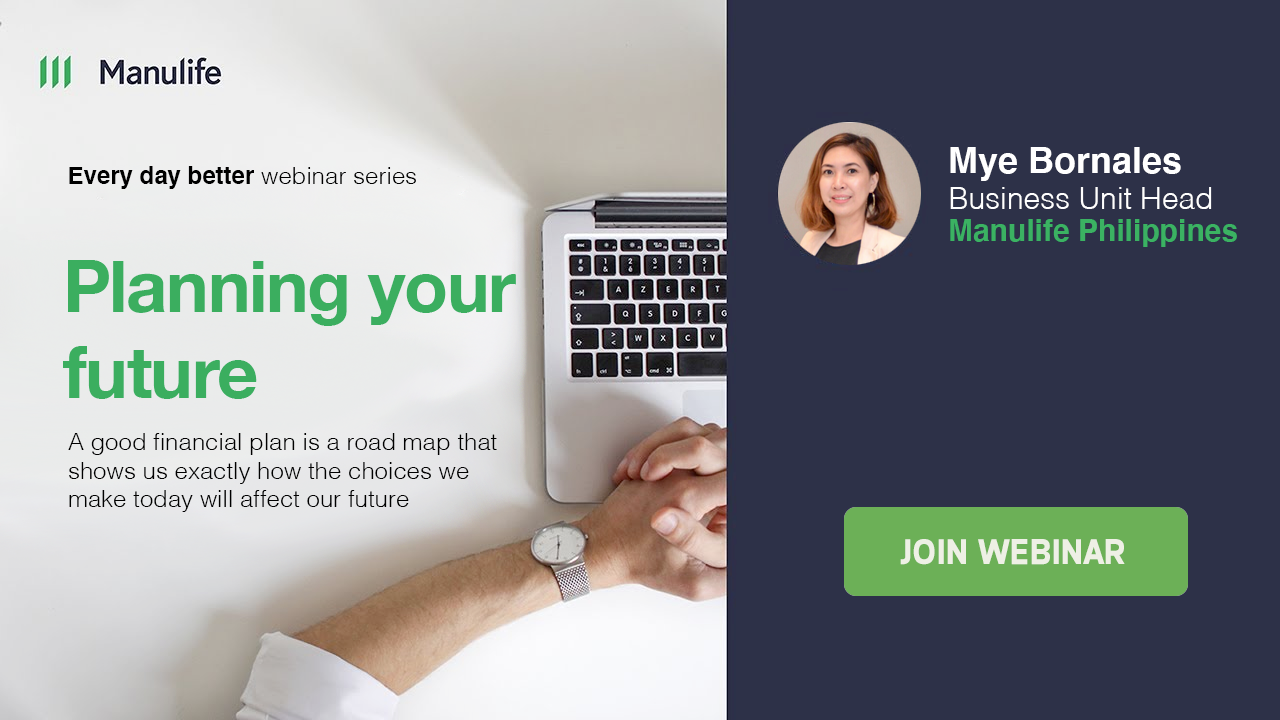 Manulife
Every day better webinar series
Planning your
future
A good financial plan is a road map that
shows us exactly how the choices we
make today will affect our future
Mye Bornales
Business Unit Head
Manulife Philippines
JOIN WEBINAR